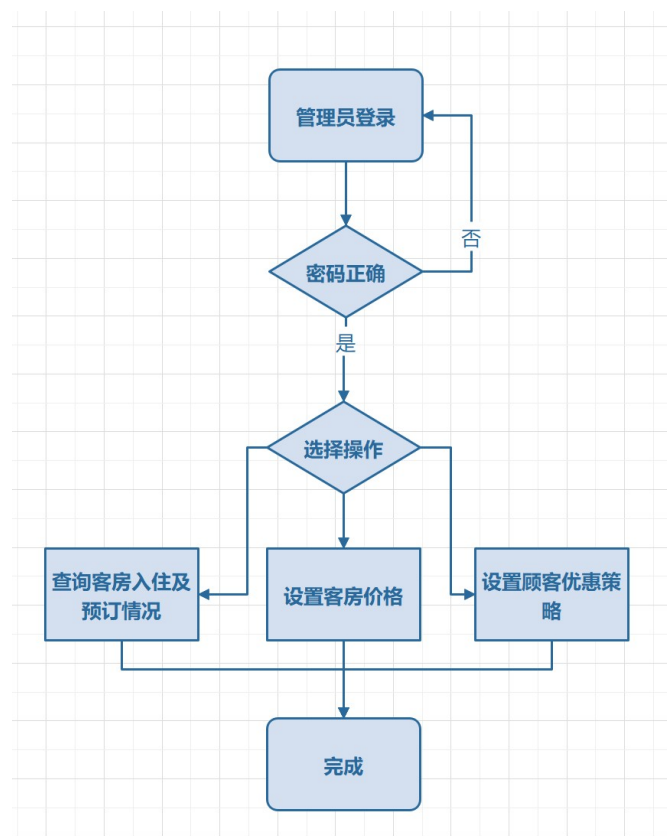 管理员登录
否
密码正确
是
选择操作
查询客房入住及
预订情况
设置客房价格
设置顾客优惠策
略
完成